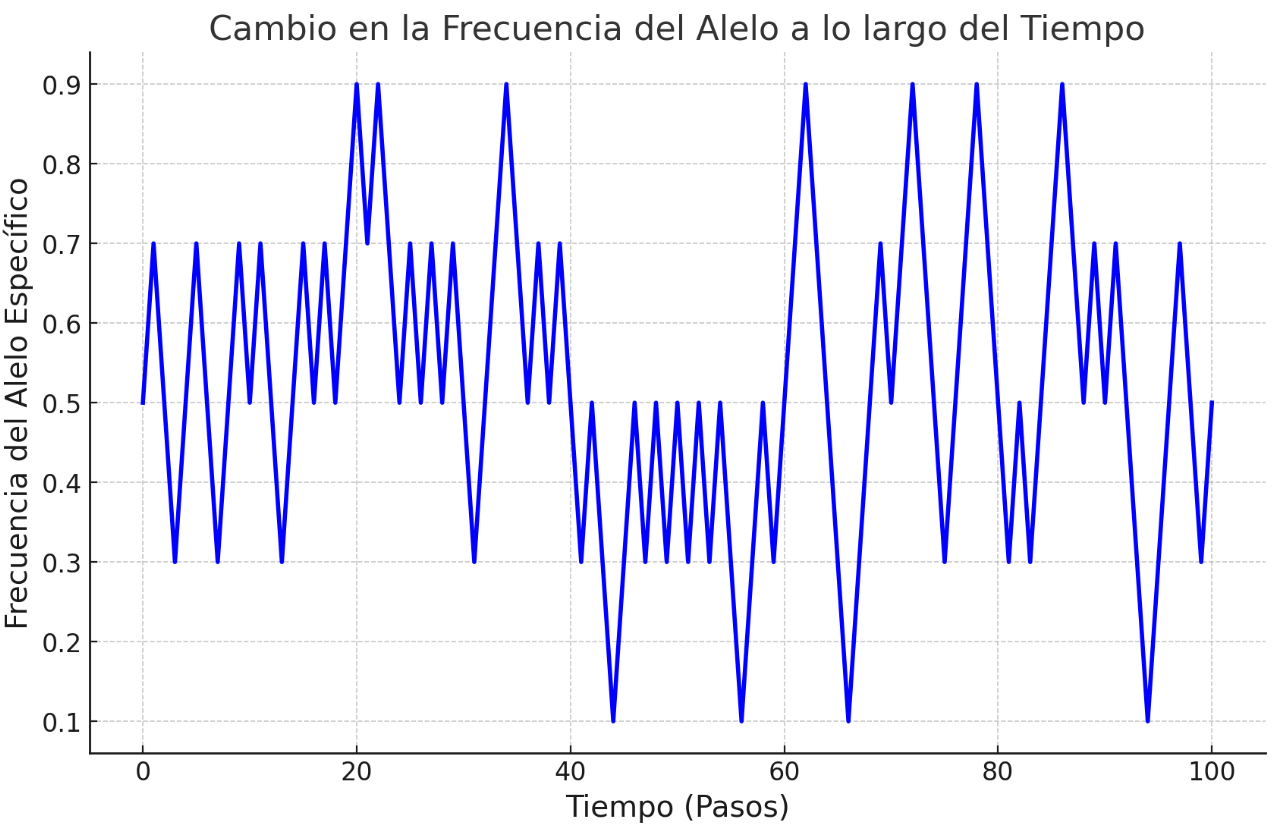 Cambio en la Frecuencia del Alelo a lo largo del Tiempo
Frecuencia del Alelo Específico
0.9
0.8
0.7
0.6
0.5
0.4
0.3
0.2
0.1
0 20 40 60 80 100
Tiempo (Pasos)